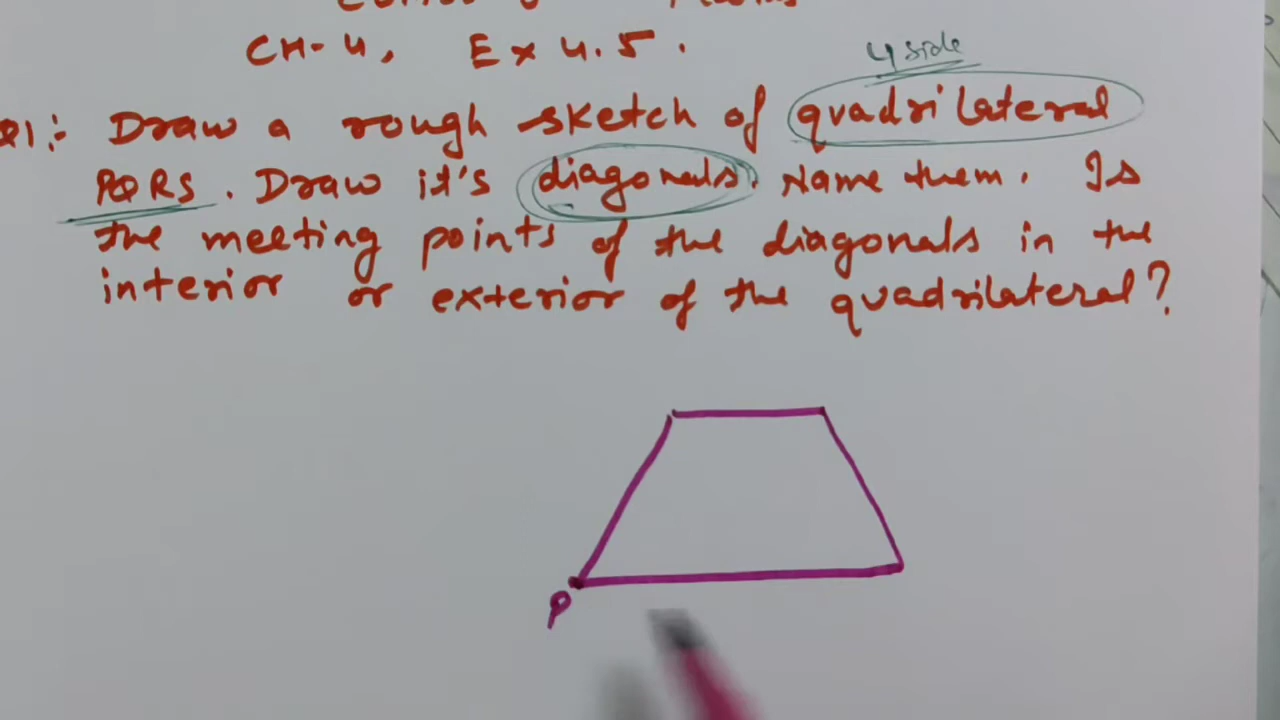 CH-4, Ex 4.5.
4 side
Q1:- Draw a rough sketch of quadrilateral
PQRS. Draw it's diagonals. Name them. Is
the meeting points of the diagonals in the
interior or exterior of the quadrilateral?
P